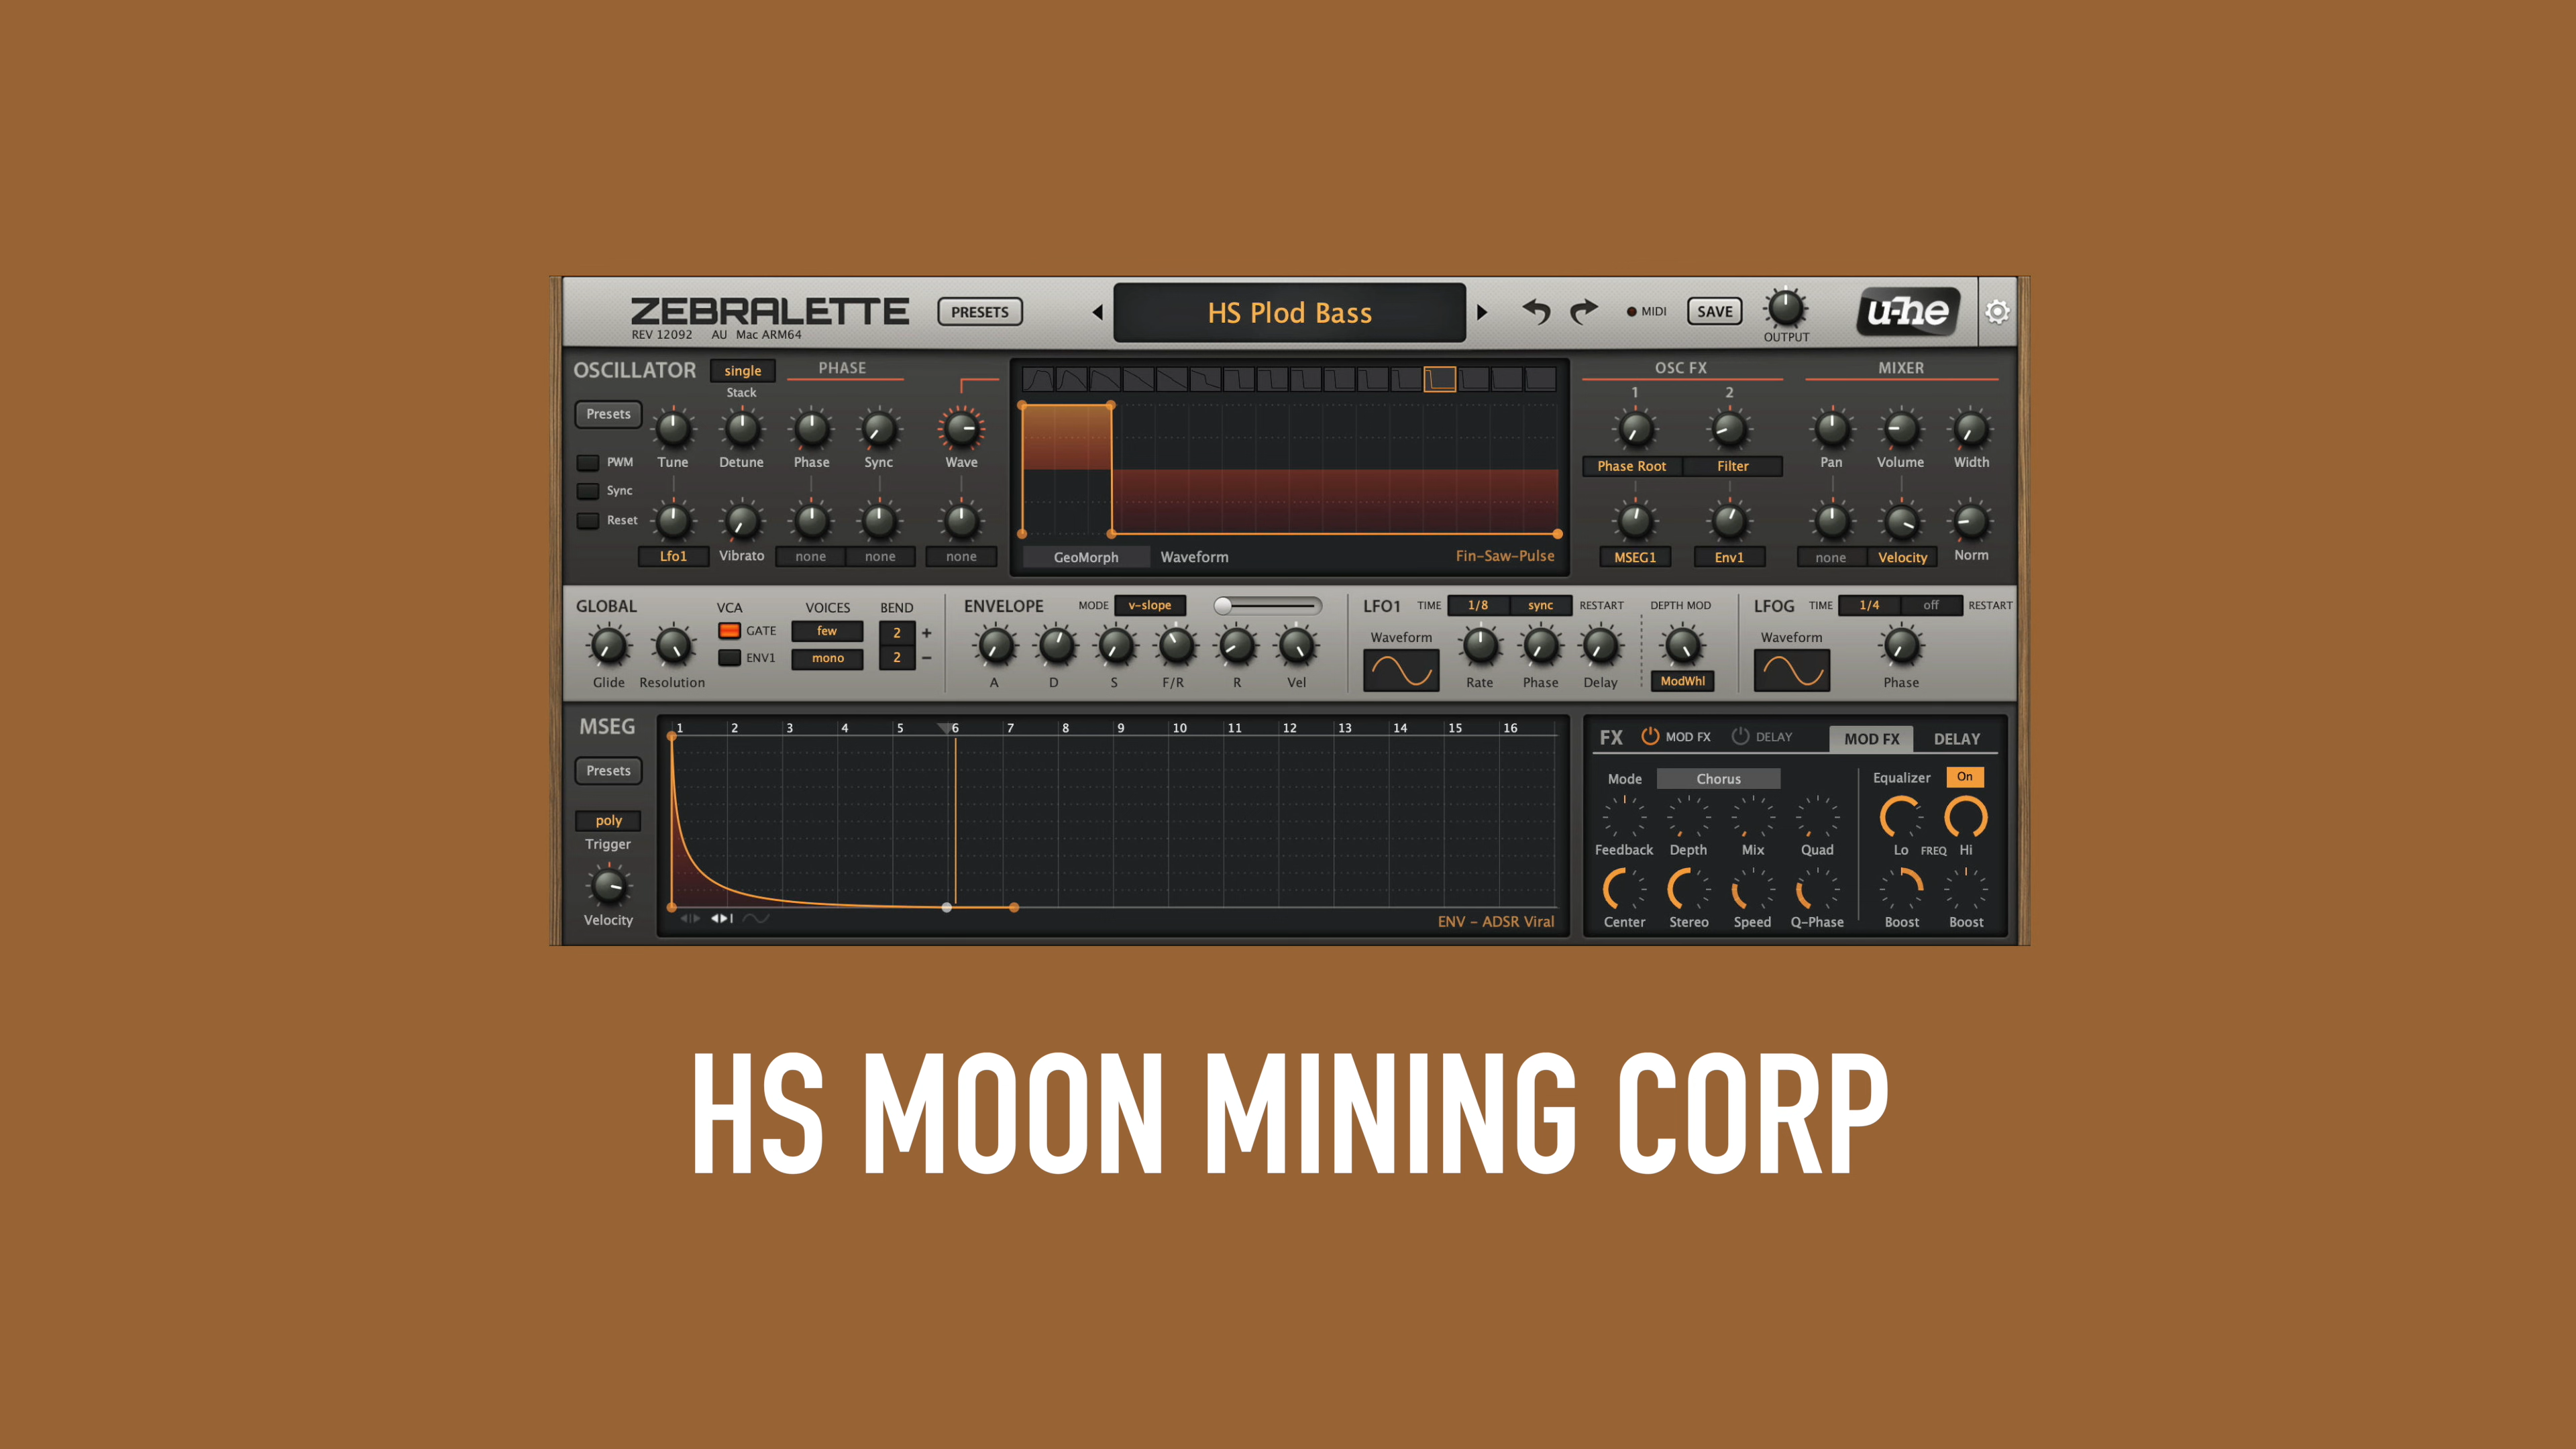 ZEBRALETTE
REV 12092 AU Mac ARM64
PRESETS
HS Plod Bass
MIDI
SAVE
OUTPUT
u-he
OSCILLATOR
single
Stack
PHASE
Presets
PWM
Sync
Reset
Tune
Detune
Phase
Sync
Wave
Lfo1
Vibrato
none
none
none
GeoMorph
Waveform
Fin-Saw-Pulse
OSC FX
1
2
Phase Root
Filter
MSEG1
Env1
MIXER
Pan
Volume
Width
none
Velocity
Norm
GLOBAL
VCA
VOICES
BEND
GATE
few
2 +
ENV1
mono
2 −
Glide
Resolution
ENVELOPE
MODE
v-slope
A
D
S
F/R
R
Vel
LFO1
TIME
1/8
sync
RESTART
DEPTH MOD
Waveform
Rate
Phase
Delay
ModWhl
LFOG
TIME
1/4
off
RESTART
Waveform
Phase
MSEG
Presets
poly
Trigger
Velocity
1 2 3 4 5 6 7 8 9 10 11 12 13 14 15 16
ENV - ADSR Viral
FX
MOD FX
DELAY
MOD FX
DELAY
Mode
Chorus
Equalizer
On
Feedback
Depth
Mix
Quad
Lo FREQ Hi
Center
Stereo
Speed
Q-Phase
Boost
Boost
HS MOON MINING CORP